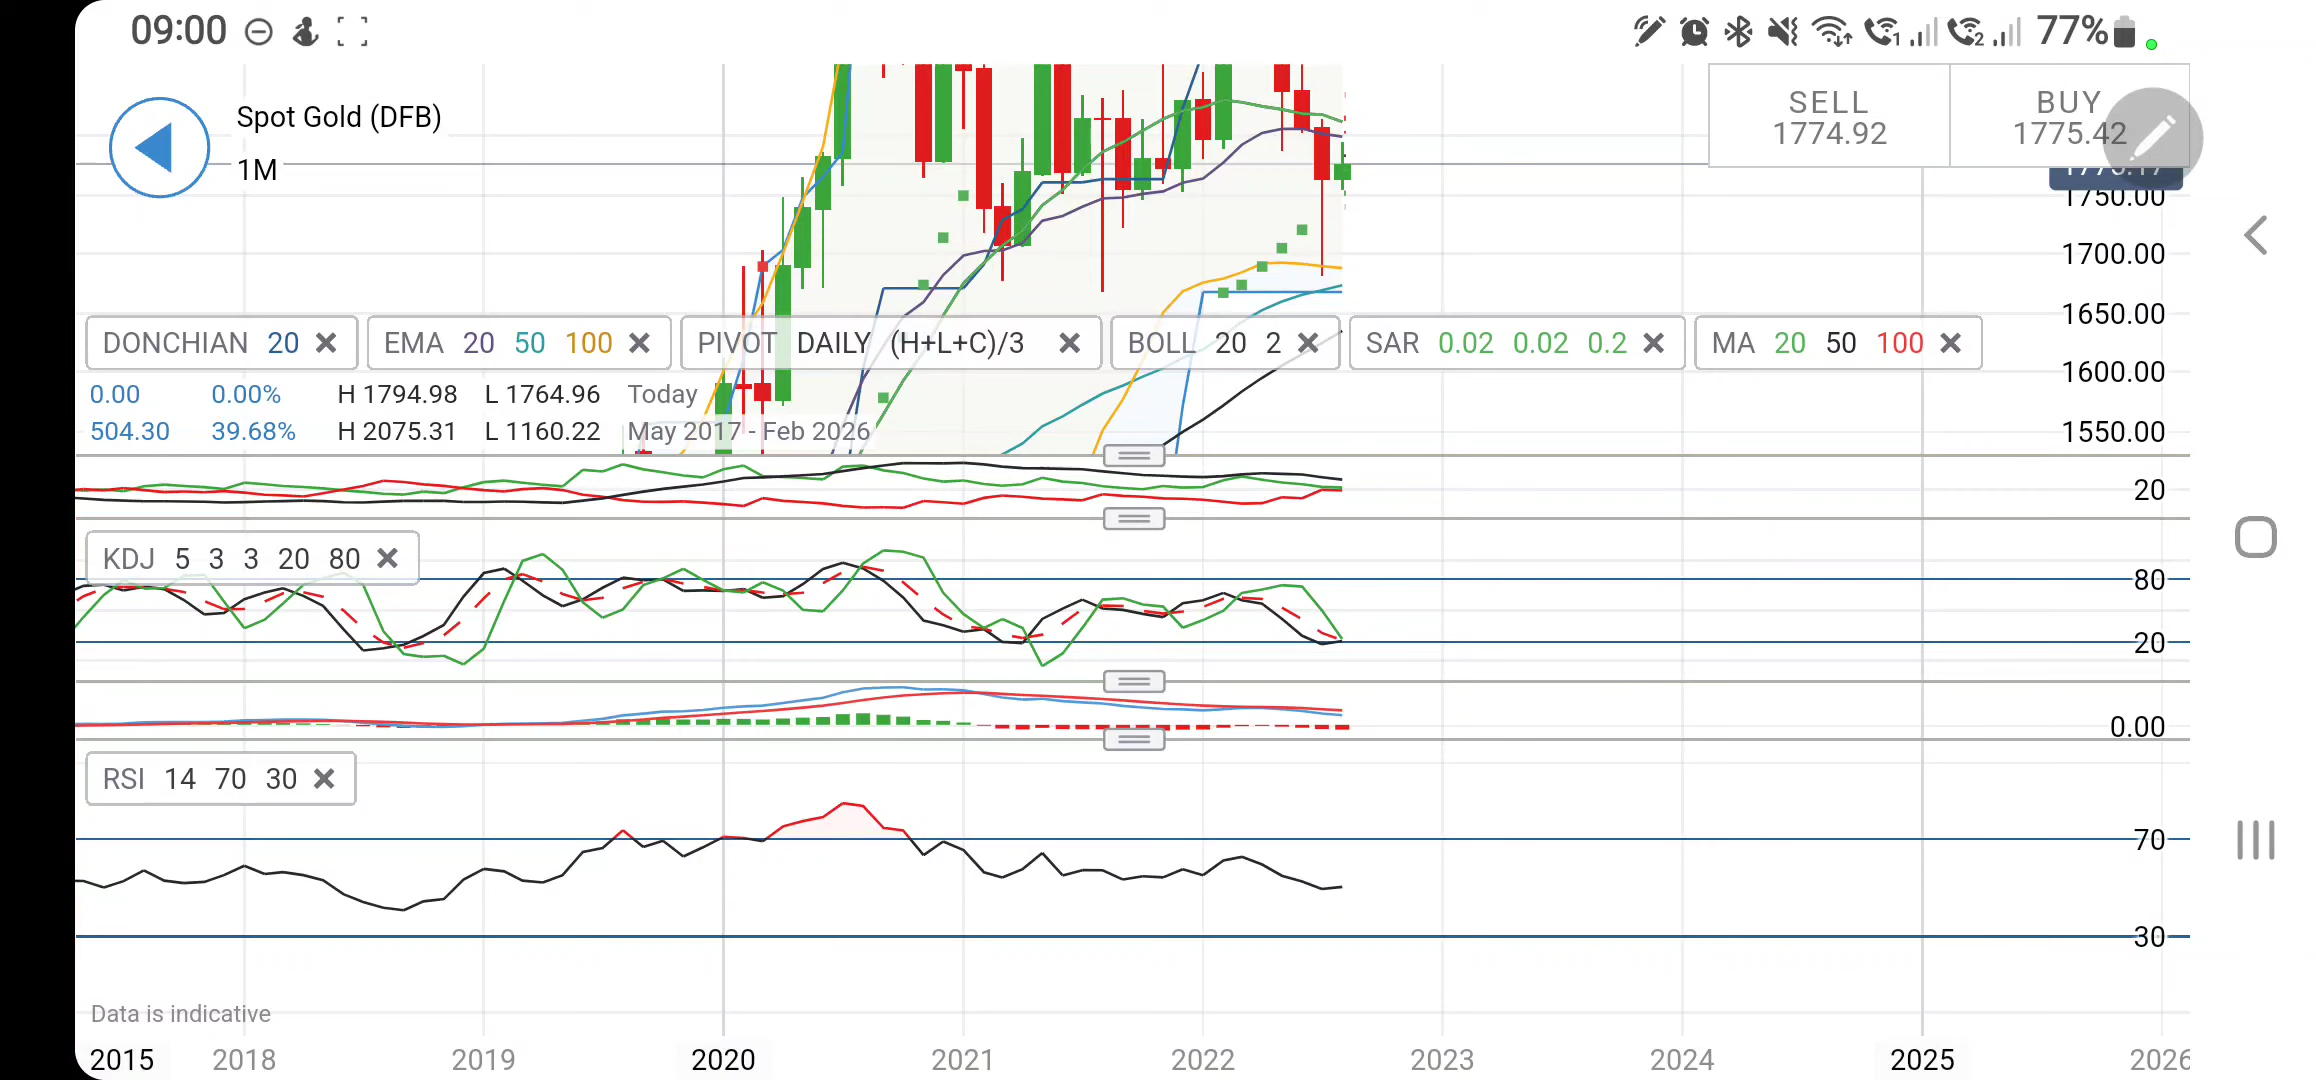 09:00
77%
Spot Gold (DFB)
1M
SELL
1774.92
BUY
1775.42
1750.00
1700.00
1650.00
1600.00
1550.00
DONCHIAN 20
EMA 20 50 100
PIVOT DAILY (H+L+C)/3
BOLL 20 2
SAR 0.02 0.02 0.2
MA 20 50 100
0.00 0.00% H 1794.98 L 1764.96 Today
504.30 39.68% H 2075.31 L 1160.22 May 2017 - Feb 2026
20
KDJ 5 3 3 20 80
80
20
0.00
RSI 14 70 30
70
30
Data is indicative
2015 2018 2019 2020 2021 2022 2023 2024 2025 2026